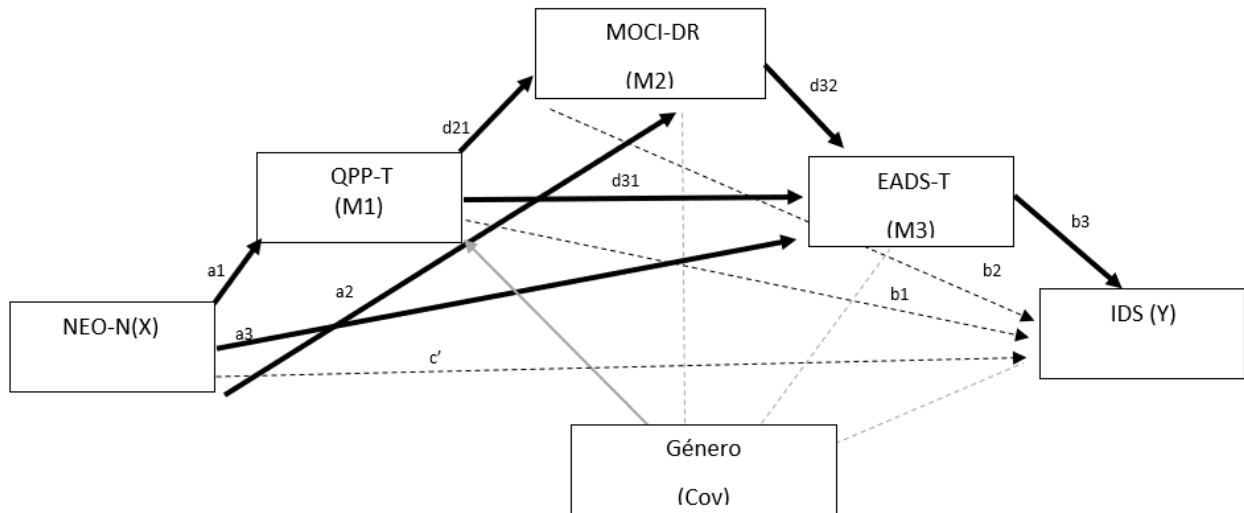 MOCI-DR
(M2)
d32
d21
QPP-T
(M1)
d31
EADS-T
(M3)
b3
a1
a2
b2
b1
NEO-N(X)
a3
IDS (Y)
c’
Género
(Cov)